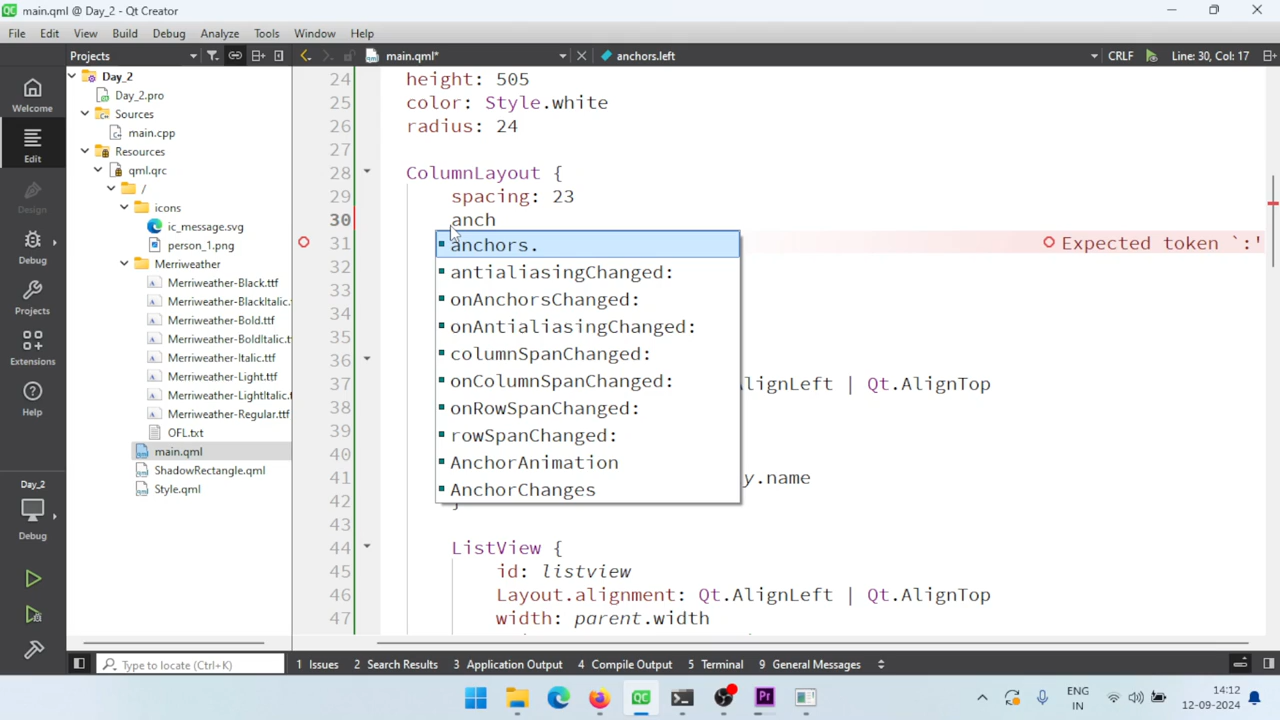 main.qml @ Day_2 - Qt Creator
File Edit View Build Debug Analyze Tools Window Help
Projects
main.qml*
anchors.left
CRLF
Line: 30, Col: 17
Welcome
Edit
Design
Debug
Projects
Extensions
Help
Day_2
Debug
Day_2
Day_2.pro
Sources
main.cpp
Resources
qml.qrc
/
icons
ic_message.svg
person_1.png
Merriweather
Merriweather-Black.ttf
Merriweather-BlackItalic.
Merriweather-Bold.ttf
Merriweather-BoldItalic.t
Merriweather-Italic.ttf
Merriweather-Light.ttf
Merriweather-LightItalic.t
Merriweather-Regular.ttf
OFL.txt
main.qml
ShadowRectangle.qml
Style.qml
24 height: 505
25 color: Style.white
26 radius: 24
27
28 ColumnLayout {
29 spacing: 23
30 anch
31 Expected token `:'
32
33
34
35
36
37 lignLeft | Qt.AlignTop
38
39
40
41 y.name
42 }
43
44 ListView {
45 id: listview
46 Layout.alignment: Qt.AlignLeft | Qt.AlignTop
47 width: parent.width
anchors.
antialiasingChanged:
onAnchorsChanged:
onAntialiasingChanged:
columnSpanChanged:
onColumnSpanChanged:
onRowSpanChanged:
rowSpanChanged:
AnchorAnimation
AnchorChanges
Type to locate (Ctrl+K)
1 Issues 2 Search Results 3 Application Output 4 Compile Output 5 Terminal 9 General Messages
ENG
IN
14:12
12-09-2024